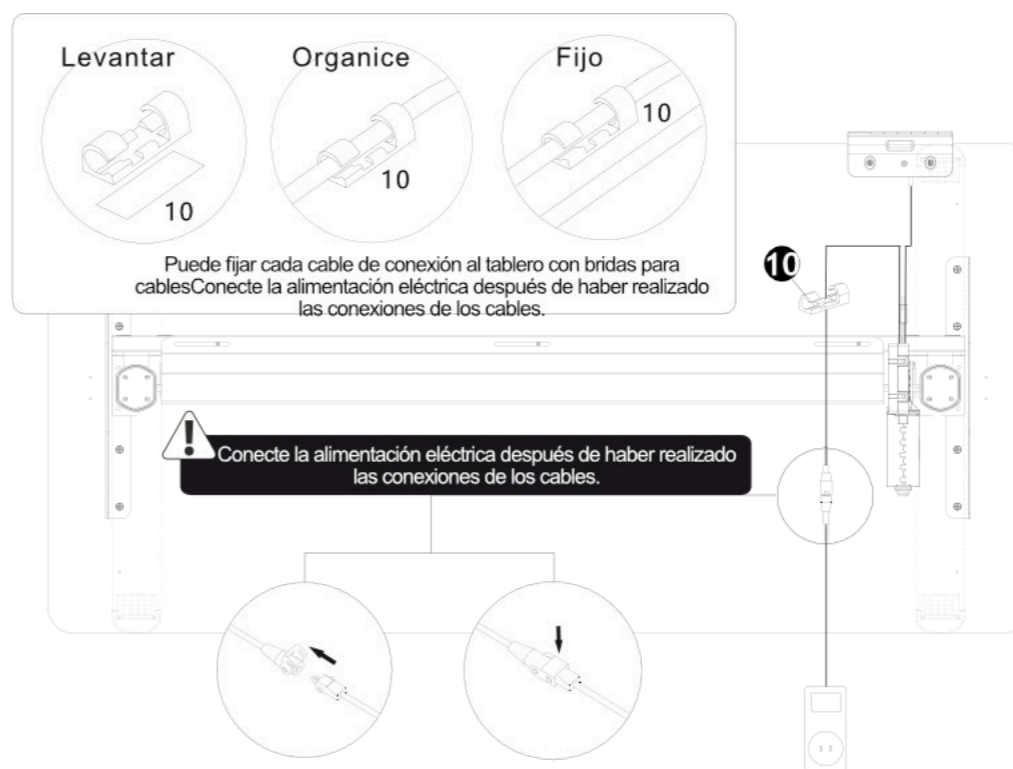 Levantar
Organice
Fijo
10
10
10
Puede fijar cada cable de conexión al tablero con bridas para
cablesConecte la alimentación eléctrica después de haber realizado
las conexiones de los cables.
10
Conecte la alimentación eléctrica después de haber realizado
las conexiones de los cables.